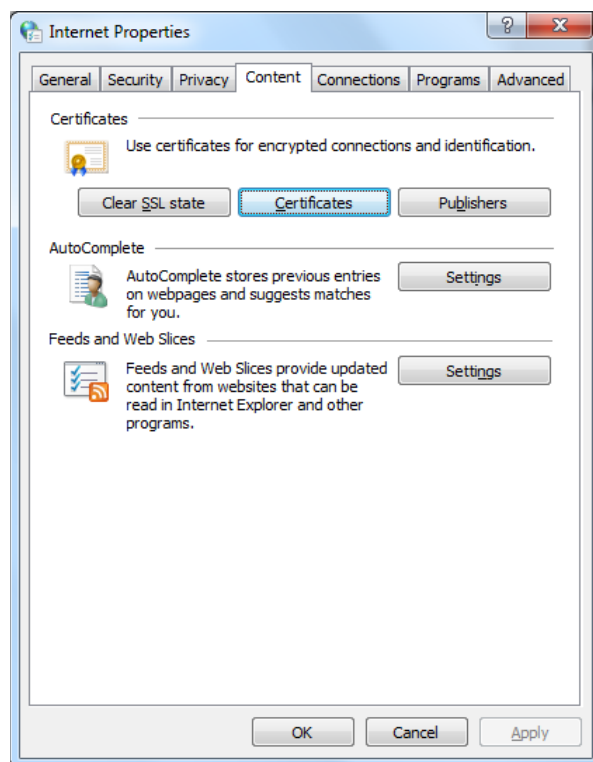 Internet Properties
General Security Privacy Content Connections Programs Advanced
Certificates
Use certificates for encrypted connections and identification.
Clear SSL state Certificates Publishers
AutoComplete
AutoComplete stores previous entries
on webpages and suggests matches
for you.
Settings
Feeds and Web Slices
Feeds and Web Slices provide updated
content from websites that can be
read in Internet Explorer and other
programs.
Settings
OK Cancel Apply